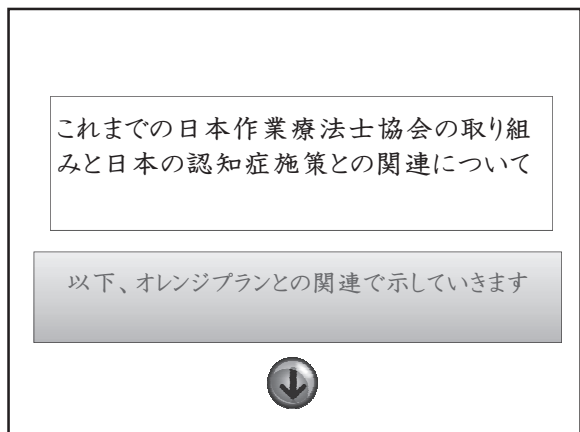 これまでの日本作業療法士協会の取り組
みと日本の認知症施策との関連について
以下、オレンジプランとの関連で示していきます